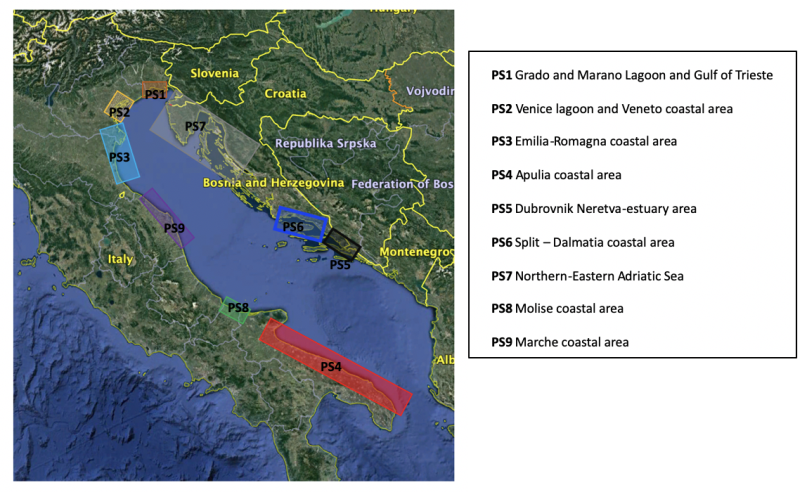 Hungary
Slovenia
Croatia
Vojvodin
PS1
PS2
PS7
PS3
Republika Srpska
Bosnia and Herzegovina
Federation of Bos
PS6
PS9
PS5
Montenegro
Italy
PS8
Alb
PS4
PS1 Grado and Marano Lagoon and Gulf of Trieste
PS2 Venice lagoon and Veneto coastal area
PS3 Emilia-Romagna coastal area
PS4 Apulia coastal area
PS5 Dubrovnik Neretva-estuary area
PS6 Split – Dalmatia coastal area
PS7 Northern-Eastern Adriatic Sea
PS8 Molise coastal area
PS9 Marche coastal area